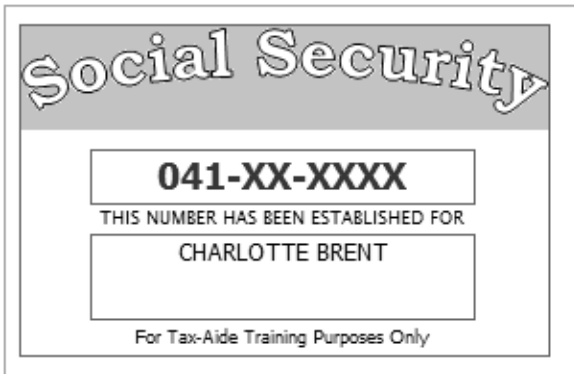 Social Security
041-XX-XXXX
THIS NUMBER HAS BEEN ESTABLISHED FOR
CHARLOTTE BRENT
For Tax-Aide Training Purposes Only